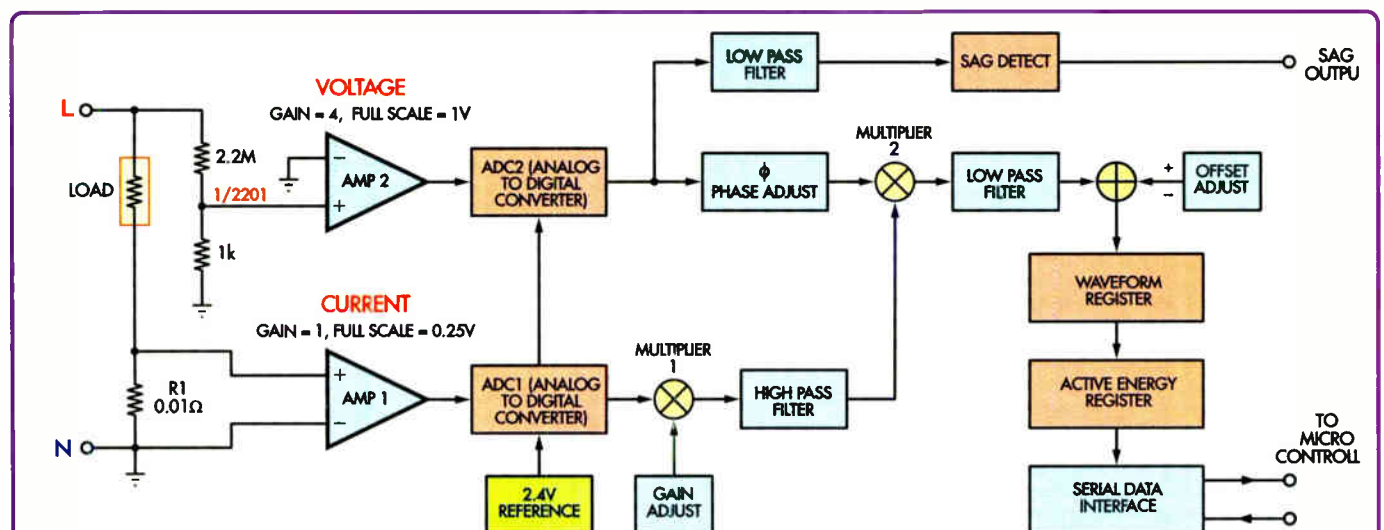 VOLTAGE
GAIN = 4, FULL SCALE = 1V
L
2.2M
LOAD
1/2201
1k
−
AMP 2
+
ADC2 (ANALOG
TO DIGITAL
CONVERTER)
LOW PASS
FILTER
SAG DETECT
SAG
OUTPU
ϕ
PHASE ADJUST
MULTIPLIER
2
LOW PASS
FILTER
+
−
OFFSET
ADJUST
CURRENT
GAIN = 1, FULL SCALE = 0.25V
R1
0.01Ω
N
+
AMP 1
−
ADC1 (ANALOG
TO DIGITAL
CONVERTER)
2.4V
REFERENCE
MULTIPLIER
1
GAIN
ADJUST
HIGH PASS
FILTER
WAVEFORM
REGISTER
ACTIVE ENERGY
REGISTER
SERIAL DATA
INTERFACE
TO
MICRO
CONTROLL